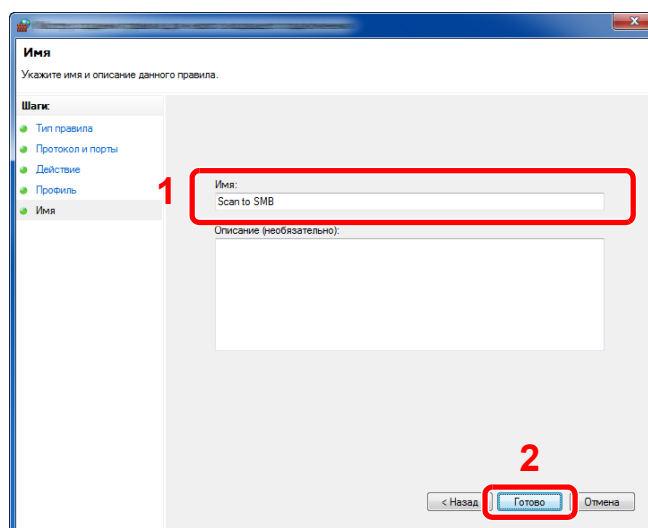 Имя
Укажите имя и описание данного правила.
Шаги:
Тип правила
Протокол и порты
Действие
Профиль
Имя
1
Имя:
Scan to SMB
Описание (необязательно):
2
< Назад
Готово
Отмена